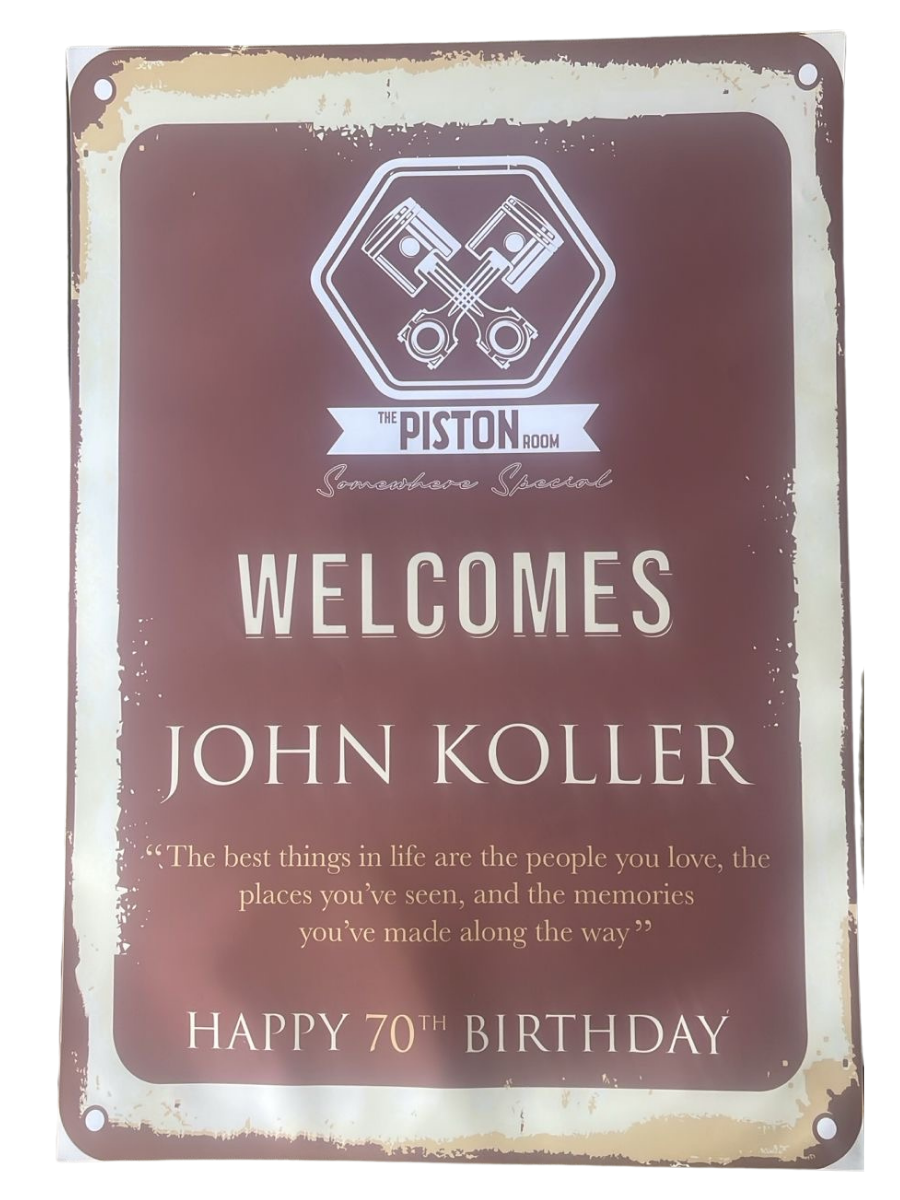 THE PISTON ROOM
Somewhere Special
WELCOMES
JOHN KOLLER
“The best things in life are the people you love, the
places you’ve seen, and the memories
you’ve made along the way”
HAPPY 70TH BIRTHDAY